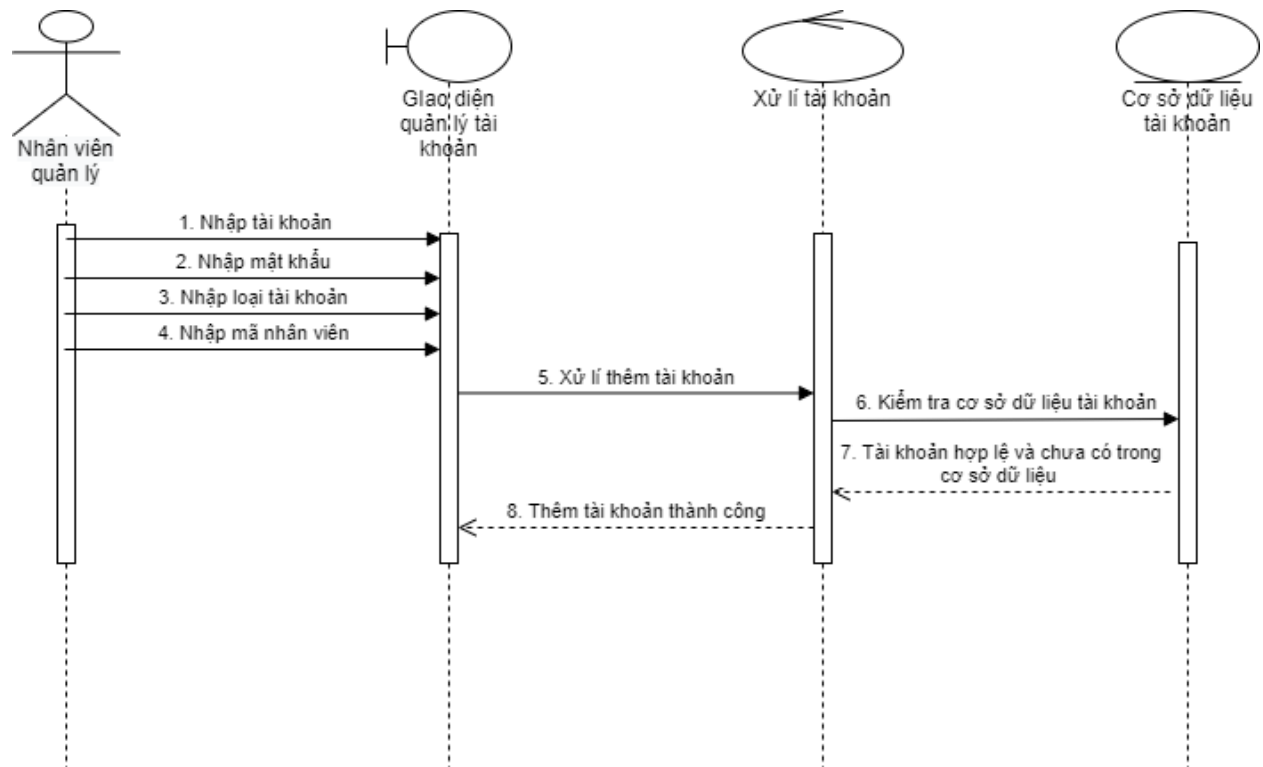 Nhân viên
quản lý
GIao diện
quản lý tài
khoản
Xử lí tài khoản
Cơ sở dữ liệu
tài khoản
1. Nhập tài khoản
2. Nhập mật khẩu
3. Nhập loại tài khoản
4. Nhập mã nhân viên
5. Xử lí thêm tài khoản
6. Kiểm tra cơ sở dữ liệu tài khoản
7. Tài khoản hợp lệ và chưa có trong
cơ sở dữ liệu
8. Thêm tài khoản thành công